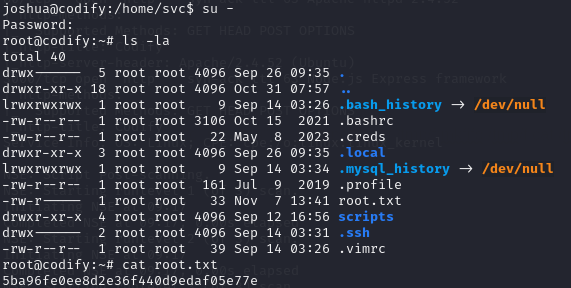 joshua@codify:/home/svc$ su -
Password:
root@codify:~# ls -la
total 40
drwx------  5 root root 4096 Sep 26 09:35 .
drwxr-xr-x 18 root root 4096 Oct 31 07:57 ..
lrwxrwxrwx  1 root root    9 Sep 14 03:26 .bash_history -> /dev/null
-rw-r--r--  1 root root 3106 Oct 15  2021 .bashrc
-rw-r--r--  1 root root   22 May  8  2023 .creds
drwxr-xr-x  3 root root 4096 Sep 26 09:35 .local
lrwxrwxrwx  1 root root    9 Sep 14 03:34 .mysql_history -> /dev/null
-rw-r--r--  1 root root  161 Jul  9  2019 .profile
-rw-r-----  1 root root   33 Nov  7 13:41 root.txt
drwxr-xr-x  4 root root 4096 Sep 12 16:56 scripts
drwx------  2 root root 4096 Sep 14 03:31 .ssh
-rw-r--r--  1 root root   39 Sep 14 03:26 .vimrc
root@codify:~# cat root.txt
5ba96fe0ee8d2e36f440d9edaf05e77e